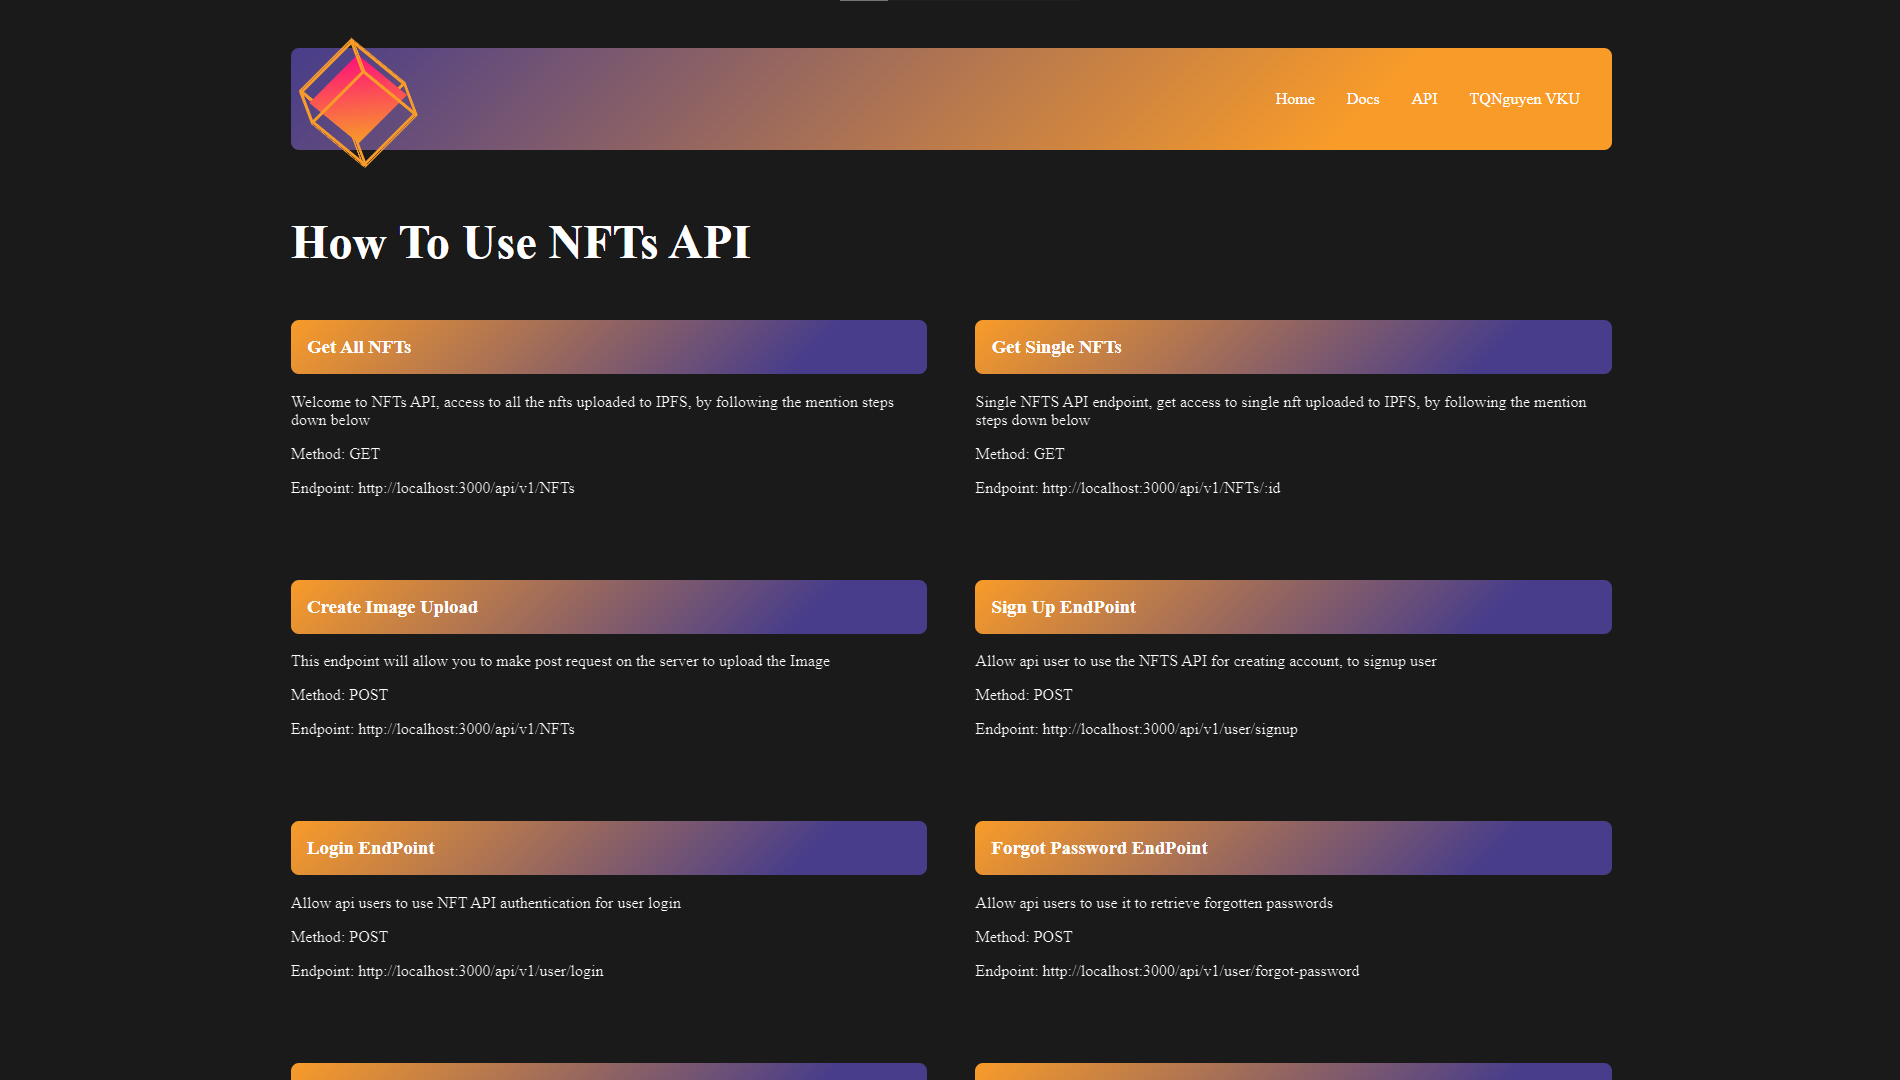 Home Docs API TQNguyen VKU
How To Use NFTs API
Get All NFTs
Welcome to NFTs API, access to all the nfts uploaded to IPFS, by following the mention steps
down below
Method: GET
Endpoint: http://localhost:3000/api/v1/NFTs
Get Single NFTs
Single NFTS API endpoint, get access to single nft uploaded to IPFS, by following the mention
steps down below
Method: GET
Endpoint: http://localhost:3000/api/v1/NFTs/:id
Create Image Upload
This endpoint will allow you to make post request on the server to upload the Image
Method: POST
Endpoint: http://localhost:3000/api/v1/NFTs
Sign Up EndPoint
Allow api user to use the NFTS API for creating account, to signup user
Method: POST
Endpoint: http://localhost:3000/api/v1/user/signup
Login EndPoint
Allow api users to use NFT API authentication for user login
Method: POST
Endpoint: http://localhost:3000/api/v1/user/login
Forgot Password EndPoint
Allow api users to use it to retrieve forgotten passwords
Method: POST
Endpoint: http://localhost:3000/api/v1/user/forgot-password